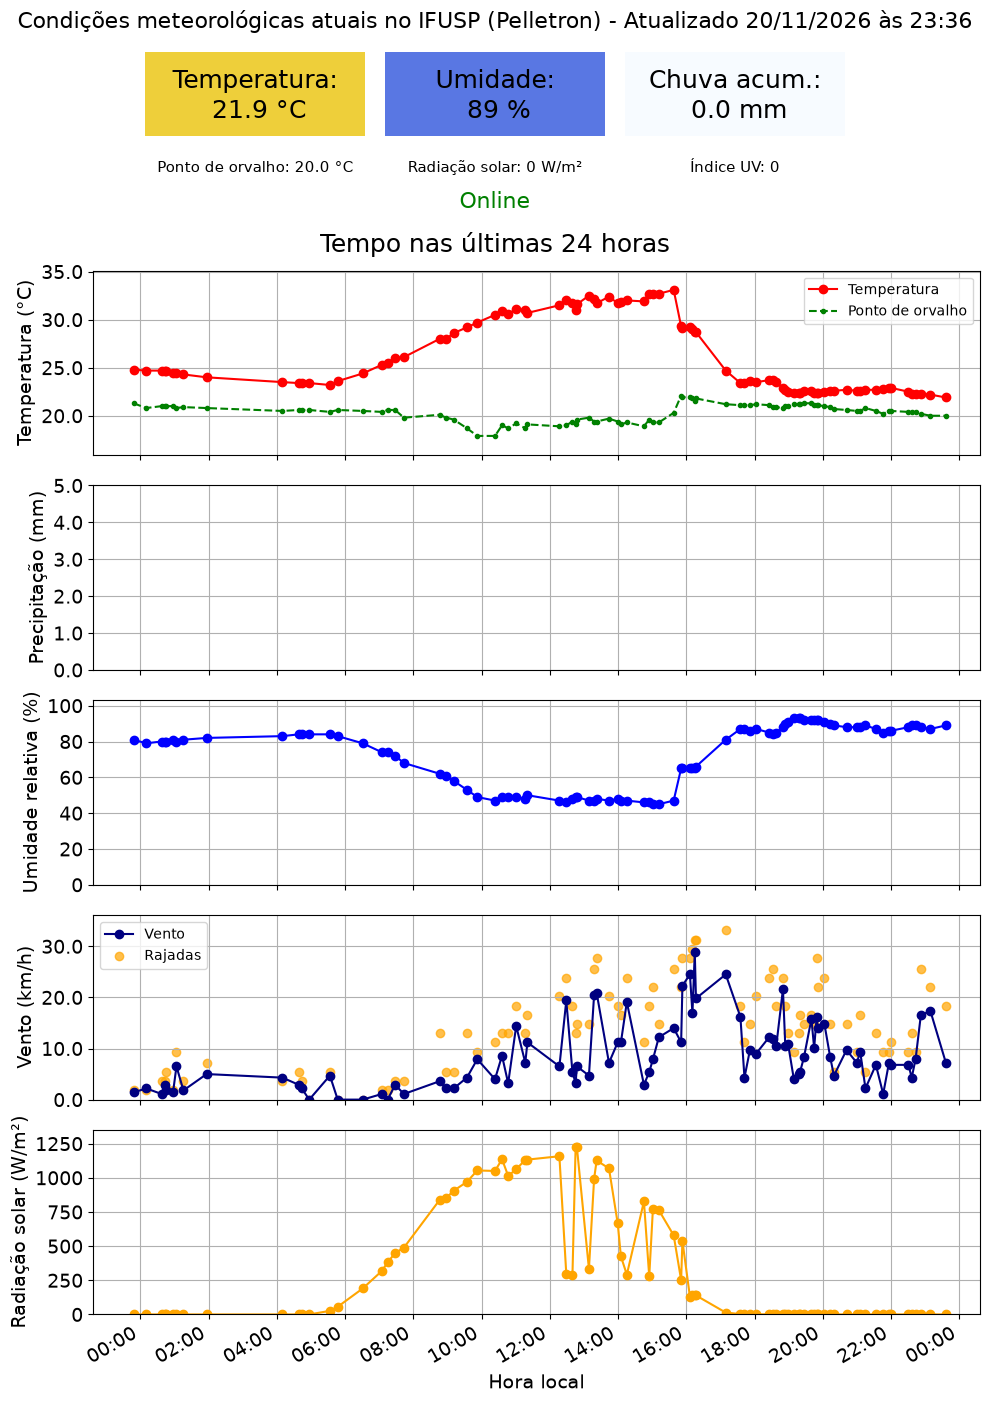 Condições meteorológicas atuais no IFUSP (Pelletron) - Atualizado 20/11/2026 às 23:36
Temperatura:
21.9 °C
Umidade:
89 %
Chuva acum.:
0.0 mm
Ponto de orvalho: 20.0 °C
Radiação solar: 0 W/m²
Índice UV: 0
Online
Tempo nas últimas 24 horas
Temperatura (°C)
35.0
30.0
25.0
20.0
Temperatura
Ponto de orvalho
Precipitação (mm)
5.0
4.0
3.0
2.0
1.0
0.0
Umidade relativa (%)
100
80
60
40
20
0
Vento (km/h)
30.0
20.0
10.0
0.0
Vento
Rajadas
Radiação solar (W/m²)
1250
1000
750
500
250
0
00:00 02:00 04:00 06:00 08:00 10:00 12:00 14:00 16:00 18:00 20:00 22:00 00:00
Hora local